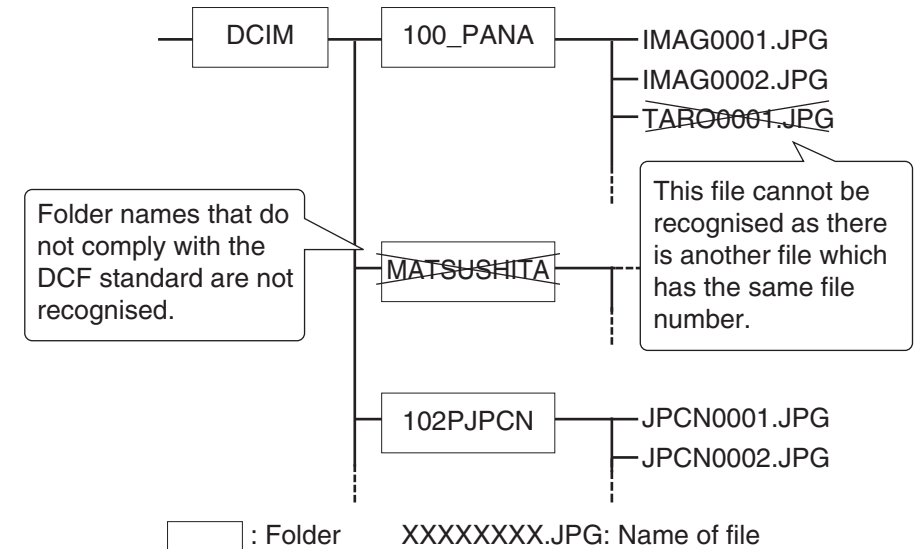 DCIM
100_PANA
IMAG0001.JPG
IMAG0002.JPG
TARO0001.JPG
This file cannot be
recognised as there
is another file which
has the same file
number.
Folder names that do
not comply with the
DCF standard are not
recognised.
MATSUSHITA
102PJPCN
JPCN0001.JPG
JPCN0002.JPG
: Folder
XXXXXXXX.JPG: Name of file